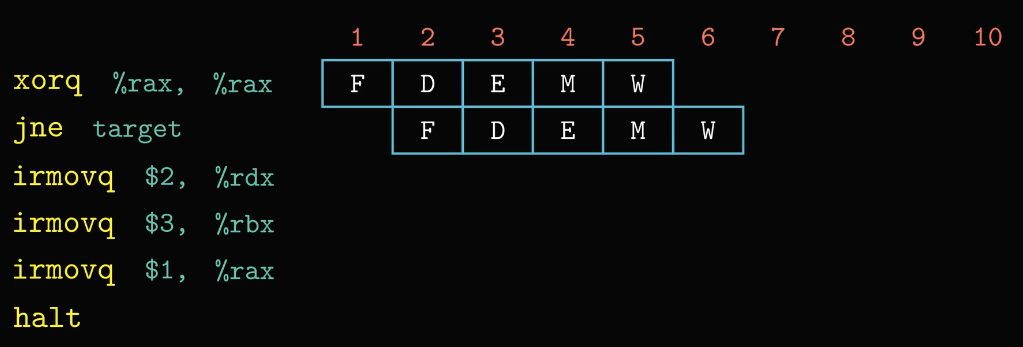 1 2 3 4 5 6 7 8 9 10
xorq %rax, %rax F D E M W
jne target F D E M W
irmovq $2, %rdx
irmovq $3, %rbx
irmovq $1, %rax
halt